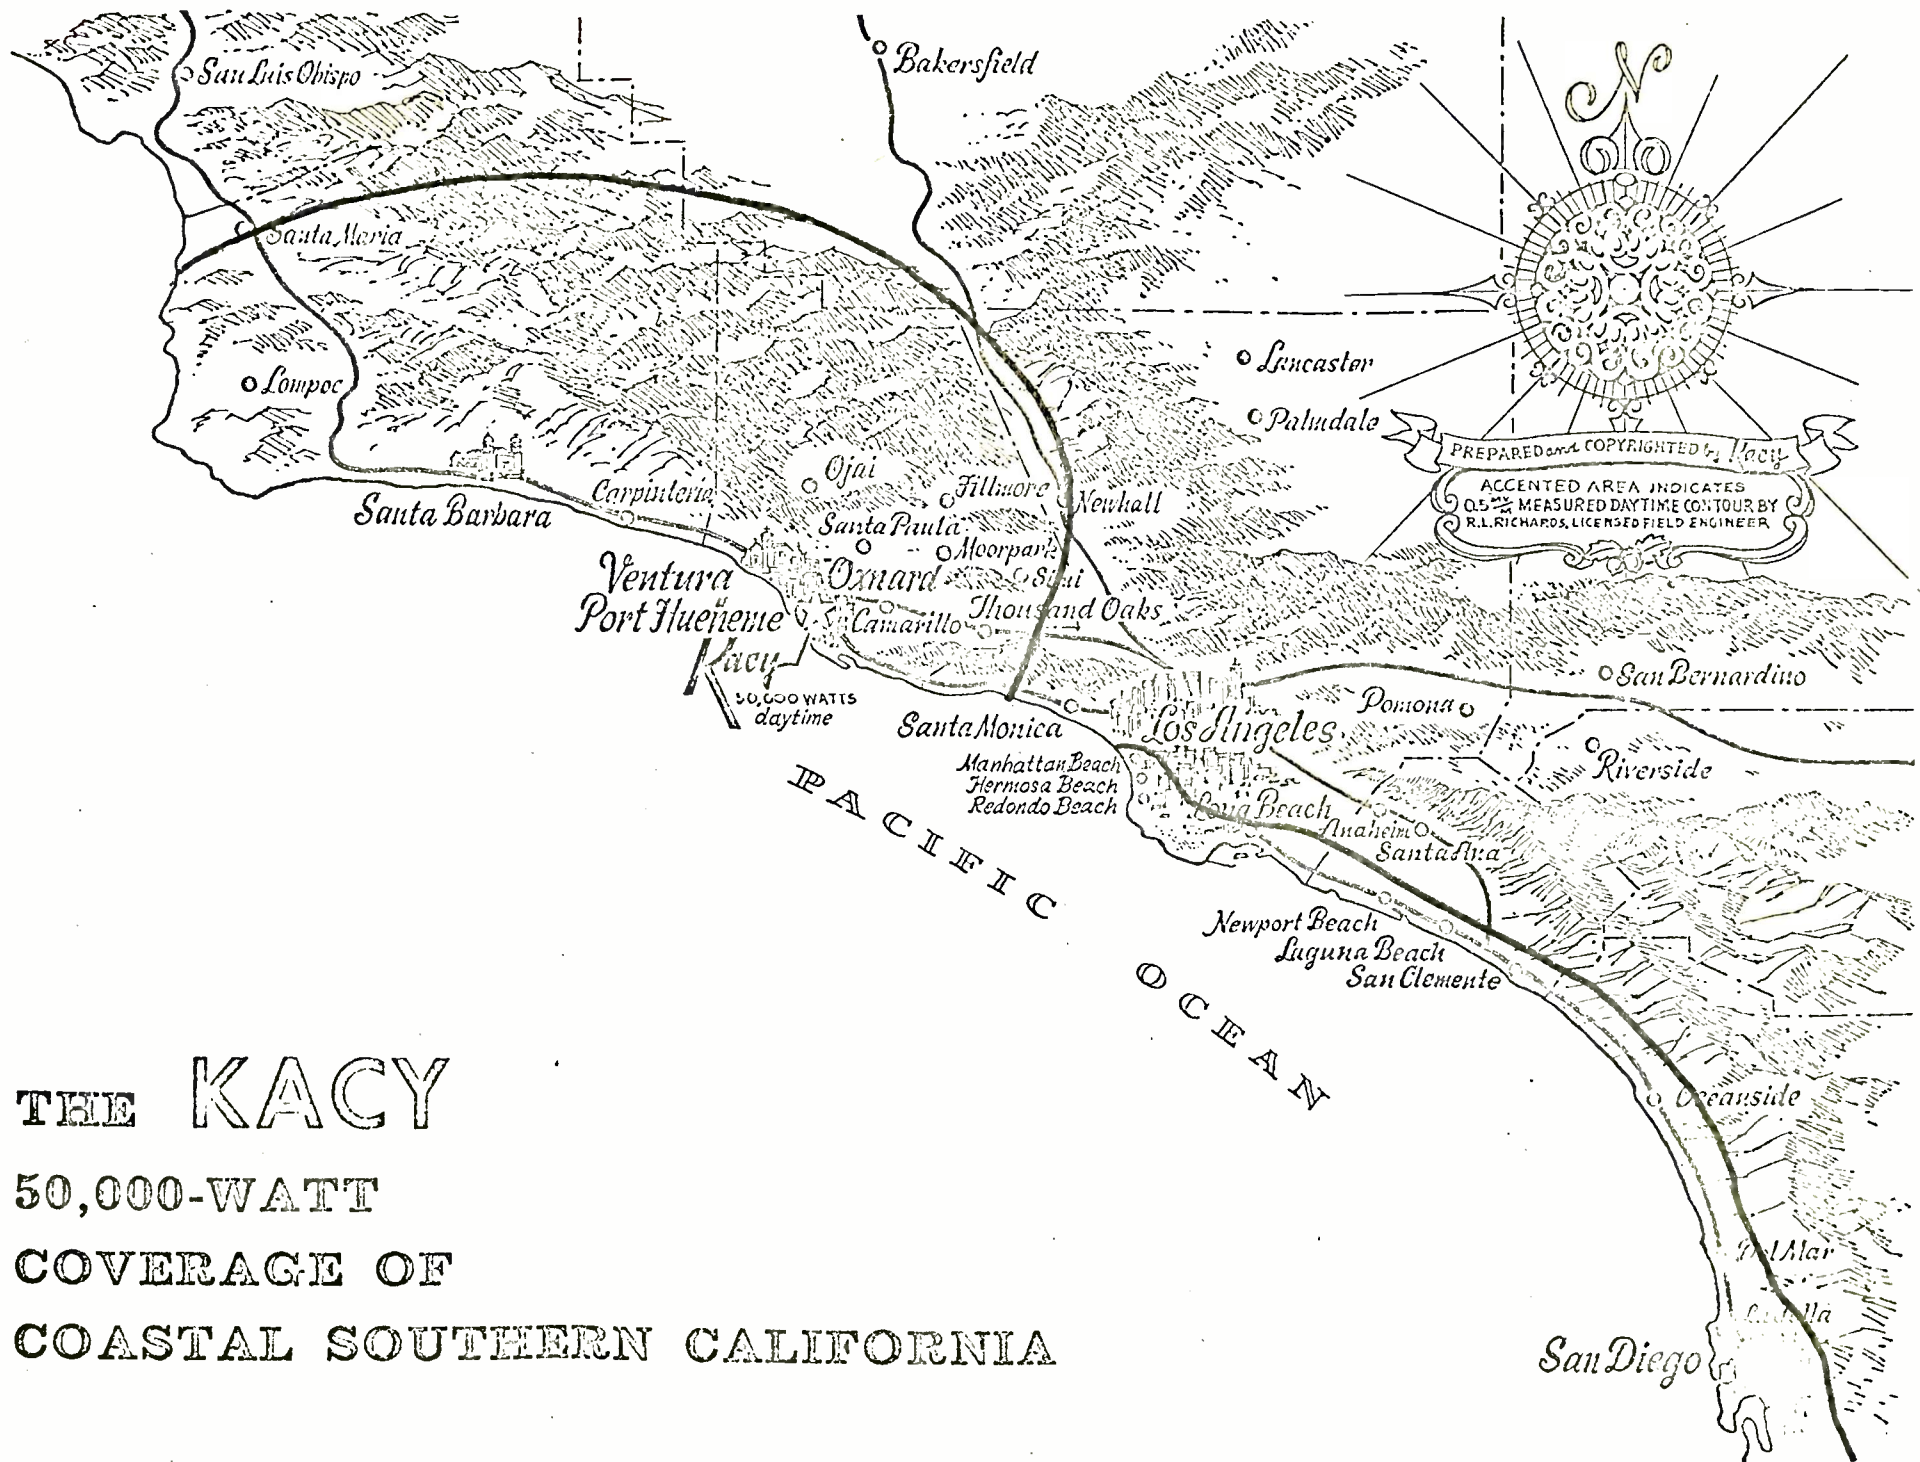 N
San Luis Obispo
Bakersfield
Santa Maria
Lompoc
Lancaster
Palmdale
PREPARED and COPYRIGHTED by Kacy
ACCENTED AREA INDICATES
0.5 MEASURED DAYTIME CONTOUR BY
R.L. RICHARDS, LICENSED FIELD ENGINEER
Ojai
Carpinteria
Fillmore
Newhall
Santa Barbara
Santa Paula
Moorpark
Ventura
Oxnard
Simi
Port Hueneme
Camarillo
Thousand Oaks
Kacy
50,000 WATTS
daytime
San Bernardino
Pomona
Santa Monica
Los Angeles
Riverside
Manhattan Beach
Hermosa Beach
Redondo Beach
Long Beach
Anaheim
Santa Ana
PACIFIC OCEAN
Newport Beach
Laguna Beach
San Clemente
Oceanside
Del Mar
La Jolla
San Diego
THE KACY
50,000-WATT
COVERAGE OF
COASTAL SOUTHERN CALIFORNIA